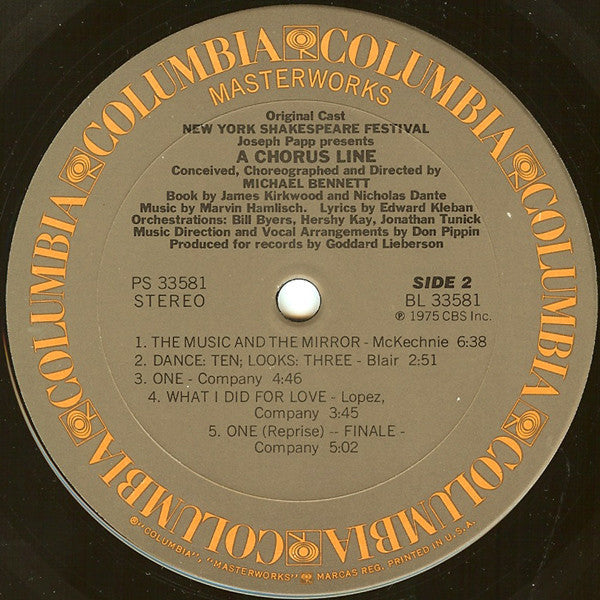 COLUMBIA COLUMBIA COLUMBIA COLUMBIA COLUMBIA COLUMBIA COLUMBIA COLUMBIA
MASTERWORKS
Original Cast
NEW YORK SHAKESPEARE FESTIVAL
Joseph Papp presents
A CHORUS LINE
Conceived, Choreographed and Directed by
MICHAEL BENNETT
Book by James Kirkwood and Nicholas Dante
Music by Marvin Hamlisch. Lyrics by Edward Kleban
Orchestrations: Bill Byers, Hershy Kay, Jonathan Tunick
Music Direction and Vocal Arrangements by Don Pippin
Produced for records by Goddard Lieberson
PS 33581 SIDE 2
STEREO BL 33581
℗ 1975 CBS Inc.
1. THE MUSIC AND THE MIRROR - McKechnie 6:38
2. DANCE: TEN; LOOKS: THREE - Blair 2:51
3. ONE - Company 4:46
4. WHAT I DID FOR LOVE - Lopez,
Company 3:45
5. ONE (Reprise) -- FINALE -
Company 5:02
®"COLUMBIA", "MASTERWORKS" MARCAS REG. PRINTED IN U.S.A.